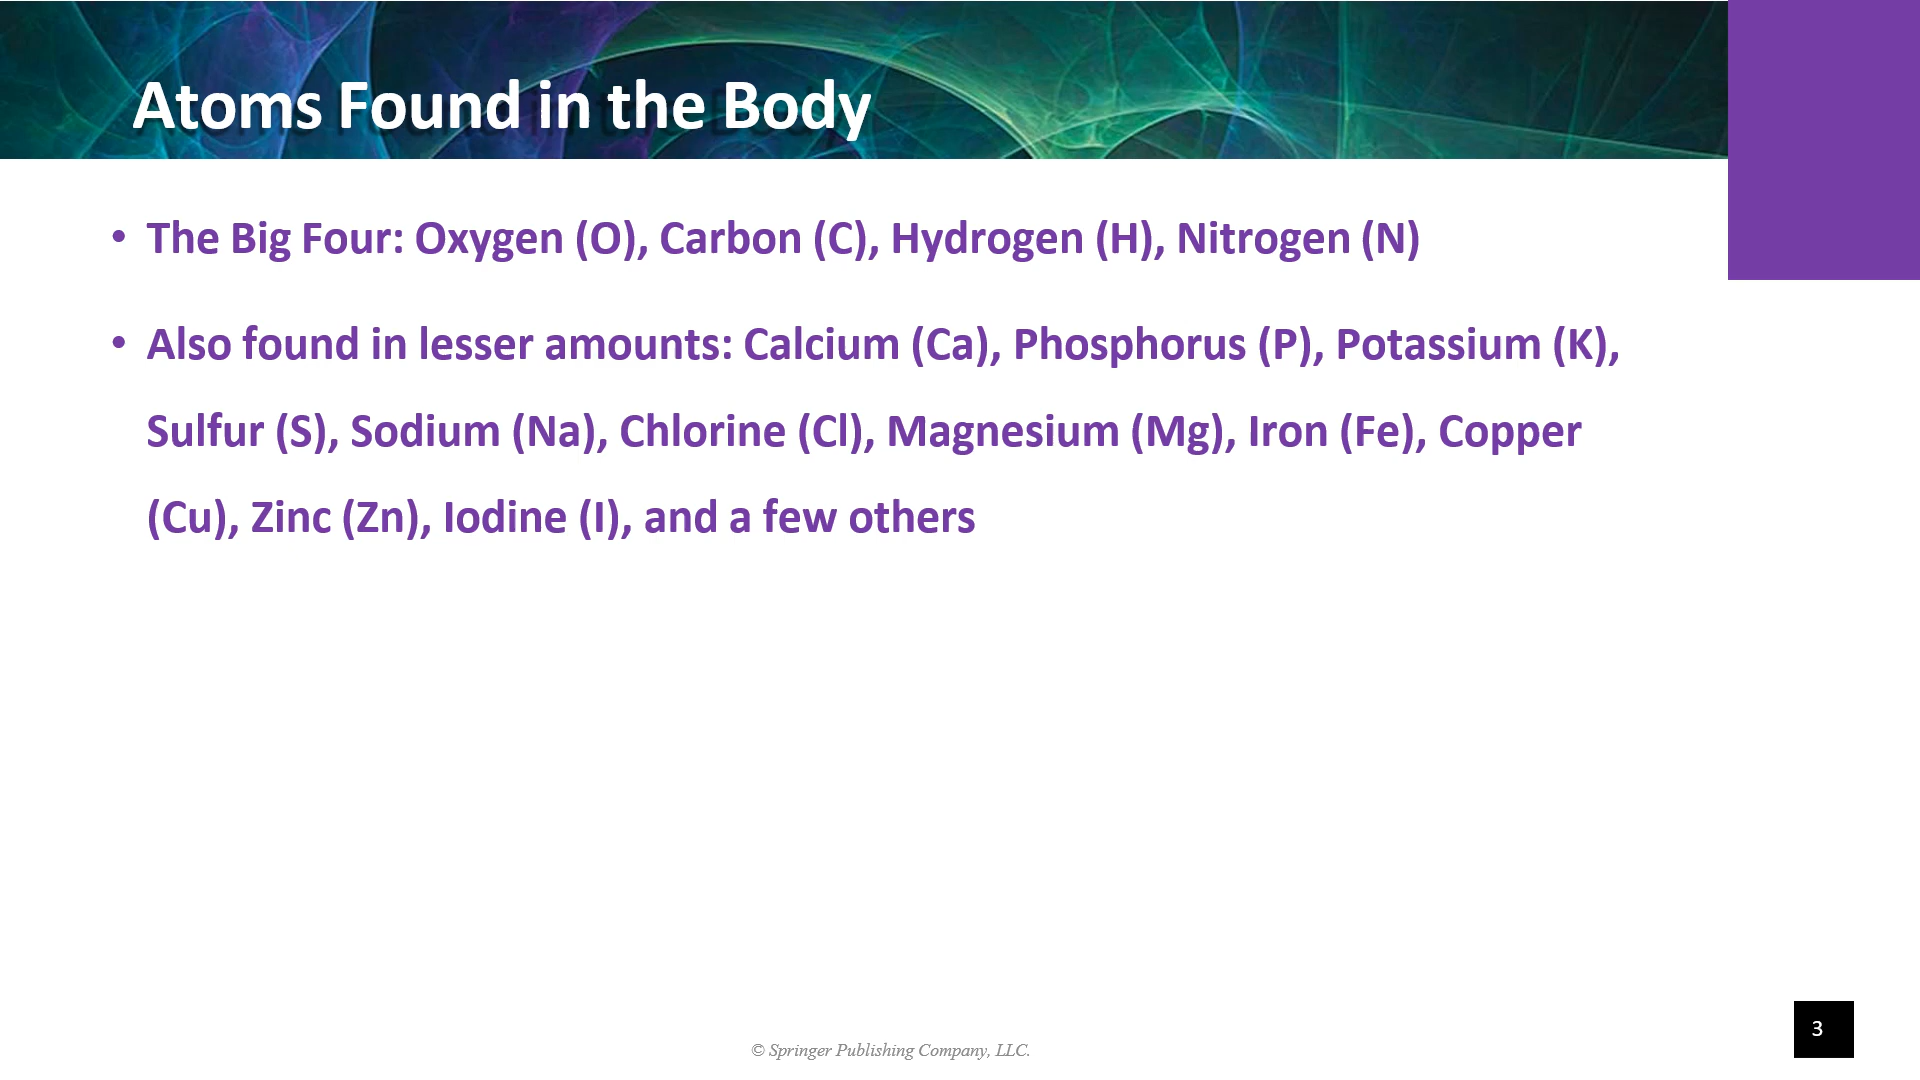 Atoms Found in the Body
• The Big Four: Oxygen (O), Carbon (C), Hydrogen (H), Nitrogen (N)
• Also found in lesser amounts: Calcium (Ca), Phosphorus (P), Potassium (K),
Sulfur (S), Sodium (Na), Chlorine (Cl), Magnesium (Mg), Iron (Fe), Copper
(Cu), Zinc (Zn), Iodine (I), and a few others
3
© Springer Publishing Company, LLC.